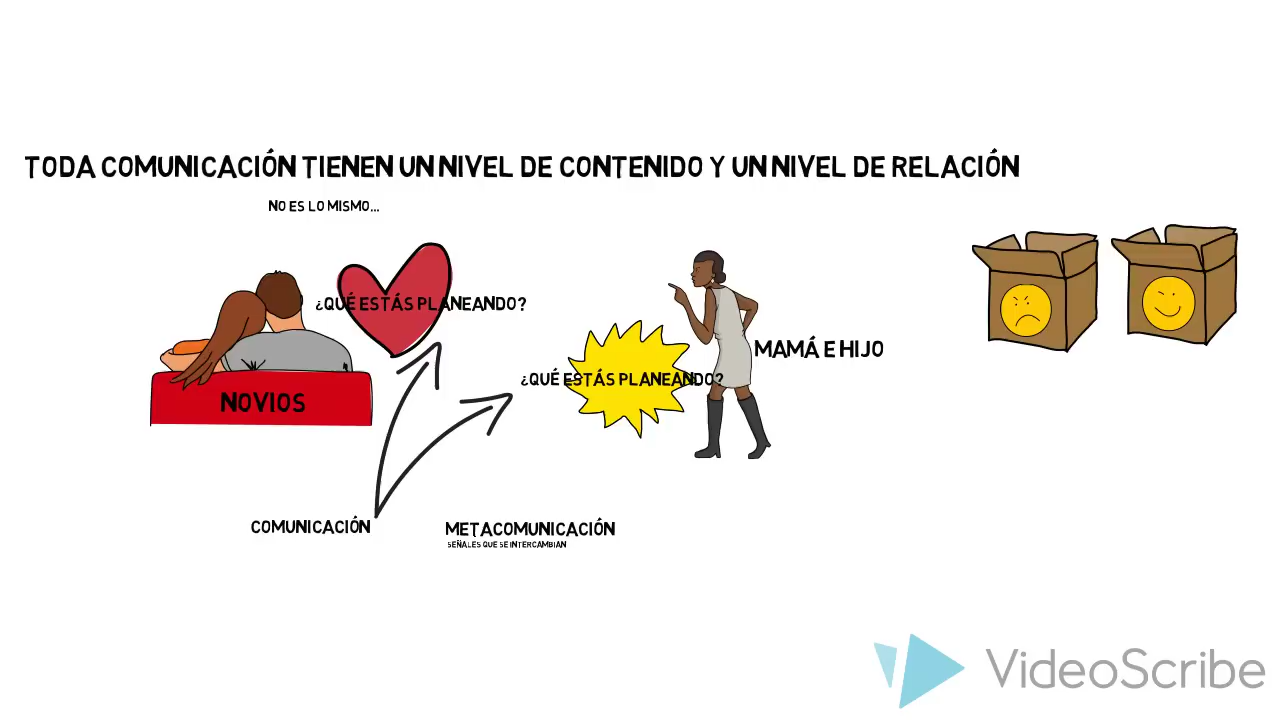 TODA COMUNICACIÓN TIENEN UN NIVEL DE CONTENIDO Y UN NIVEL DE RELACIÓN
NO ES LO MISMO...
¿QUÉ ESTÁS PLANEANDO?
MAMÁ E HIJO
¿QUÉ ESTÁS PLANEANDO?
NOVIOS
COMUNICACIÓN
METACOMUNICACIÓN
SEÑALES QUE SE INTERCAMBIAN
VideoScribe